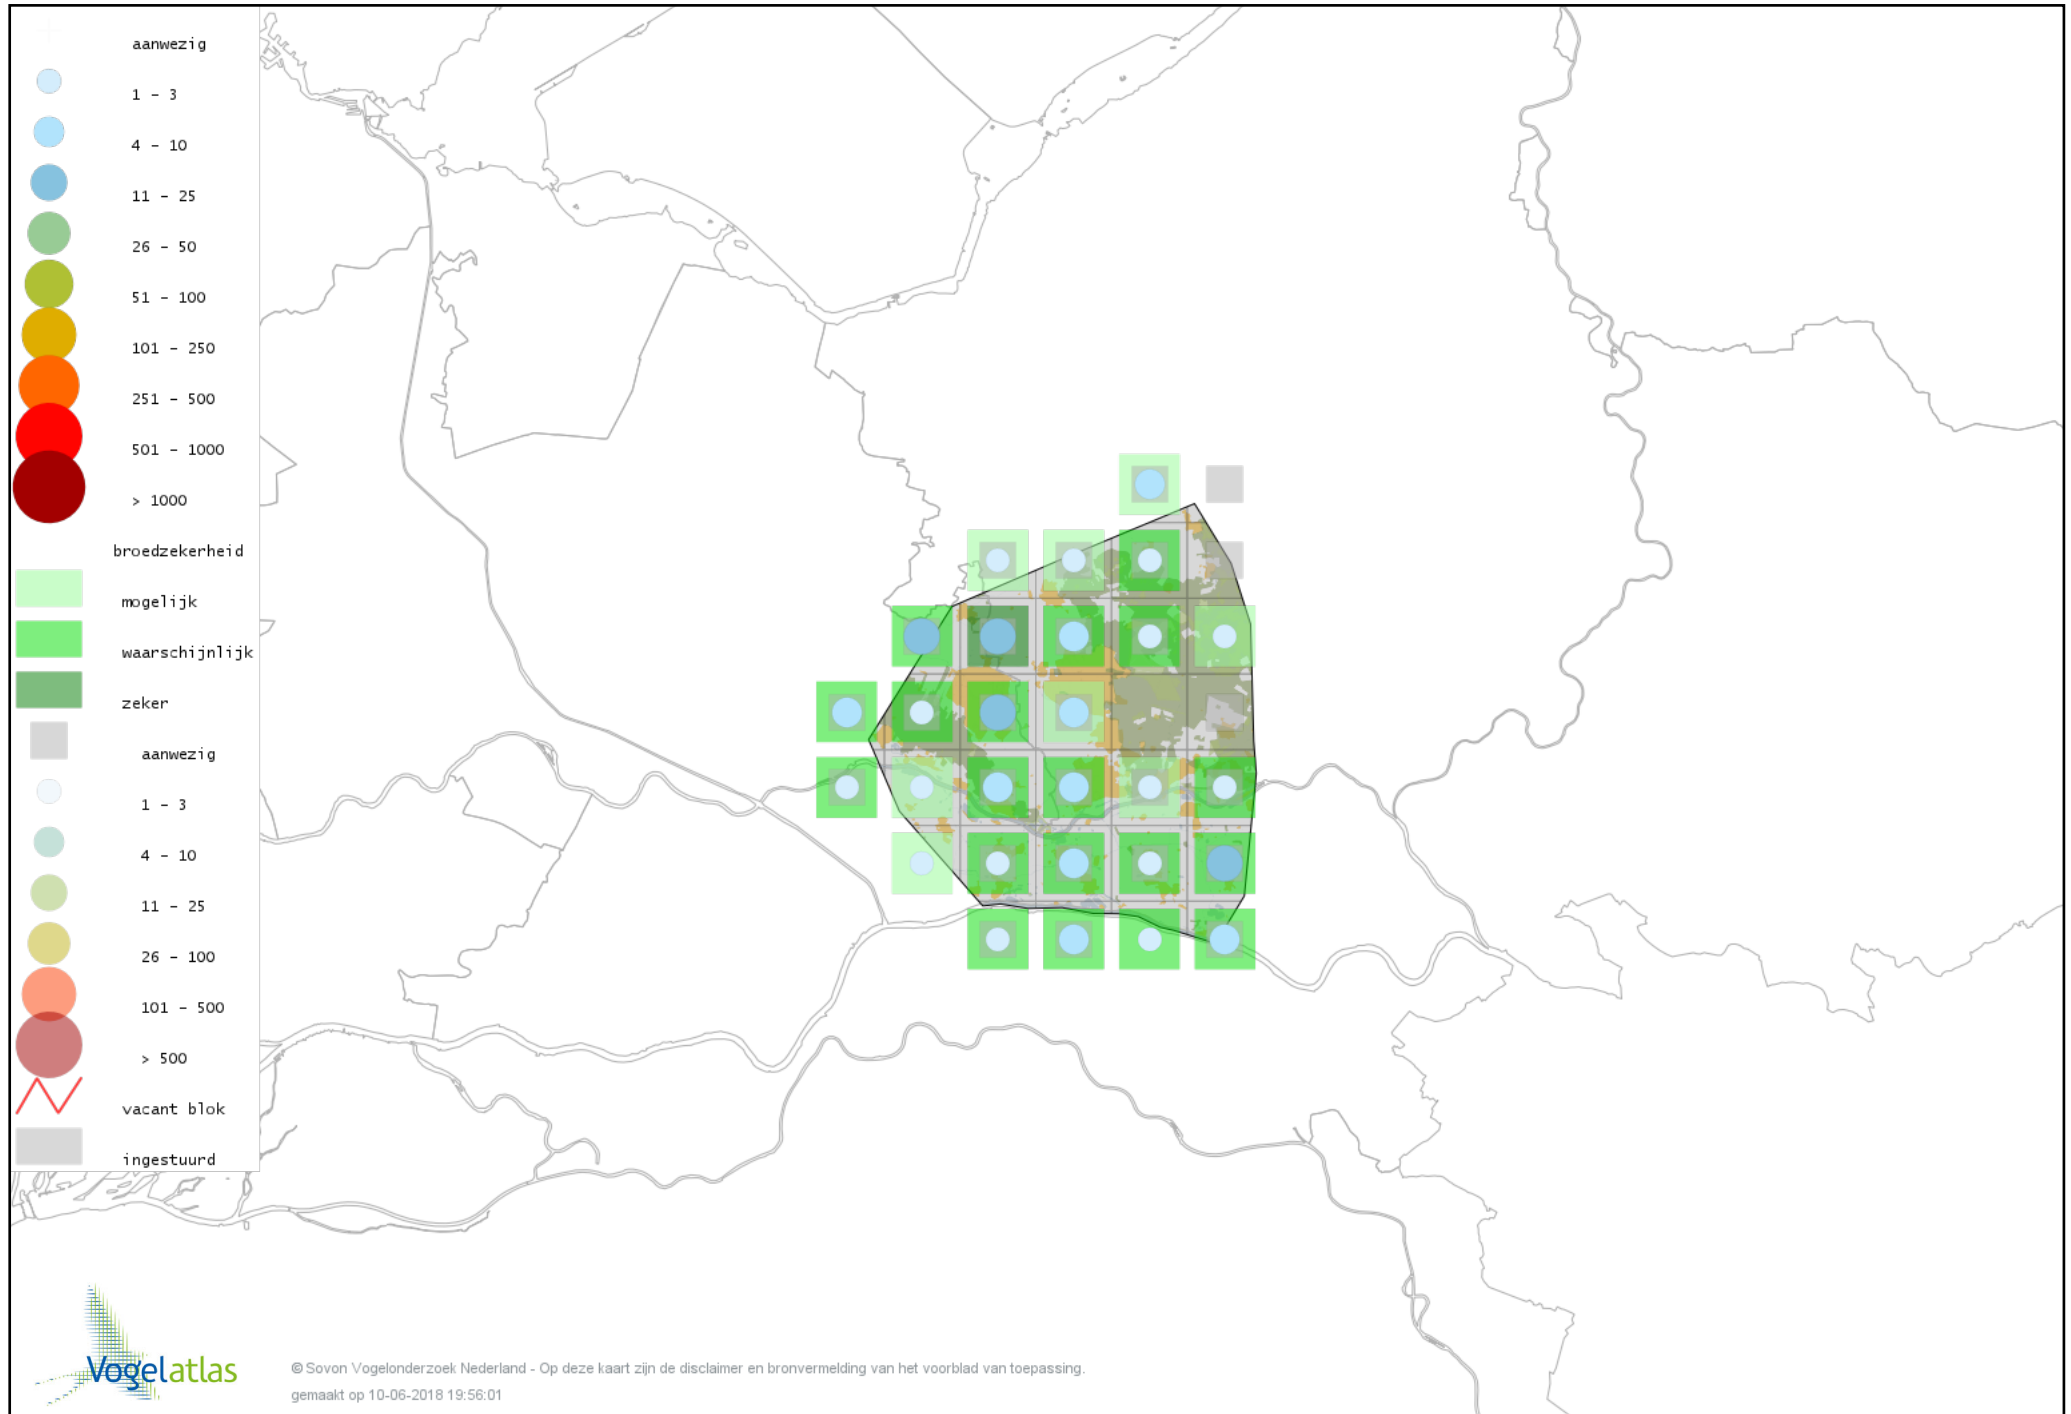 aanwezig
1 - 3
4 - 10
11 - 25
26 - 50
51 - 100
101 - 250
251 - 500
501 - 1000
> 1000
broedzekerheid
mogelijk
waarschijnlijk
zeker
aanwezig
1 - 3
4 - 10
11 - 25
26 - 100
101 - 500
> 500
vacant blok
ingestuurd
Vogelatlas
© Sovon Vogelonderzoek Nederland - Op deze kaart zijn de disclaimer en bronvermelding van het voorblad van toepassing.
gemaakt op 10-06-2018 19:56:01